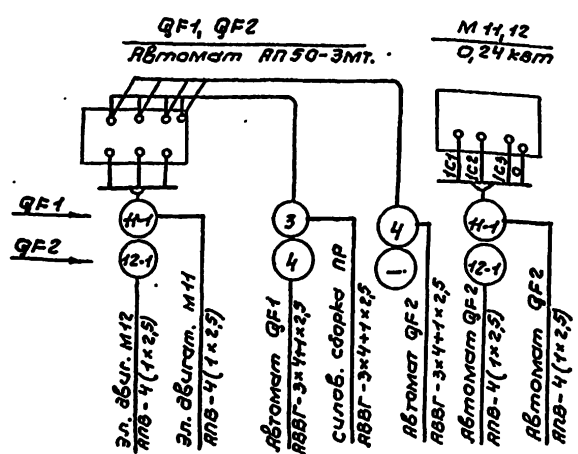 QF1, QF2
Автомат АП50-3МТ.
М 11,12
0,24 квт
1С1
1С2
1С3
0
QF1
QF2
11-1
12-1
3
4
4
—
11-1
12-1
Эл. двиг. М12
АПВ-4(1×2,5)
Эл. двигат. М11
АПВ-4(1×2,5)
Автомат QF1
АВВГ-3×4+1×2,5
силов. сборка ПР
АВВГ-3×4+1×2,5
Автомат QF2
АВВГ-3×4+1×2,5
Автомат QF2
АПВ-4(1×2,5)
Автомат QF2
АПВ-4(1×2,5)